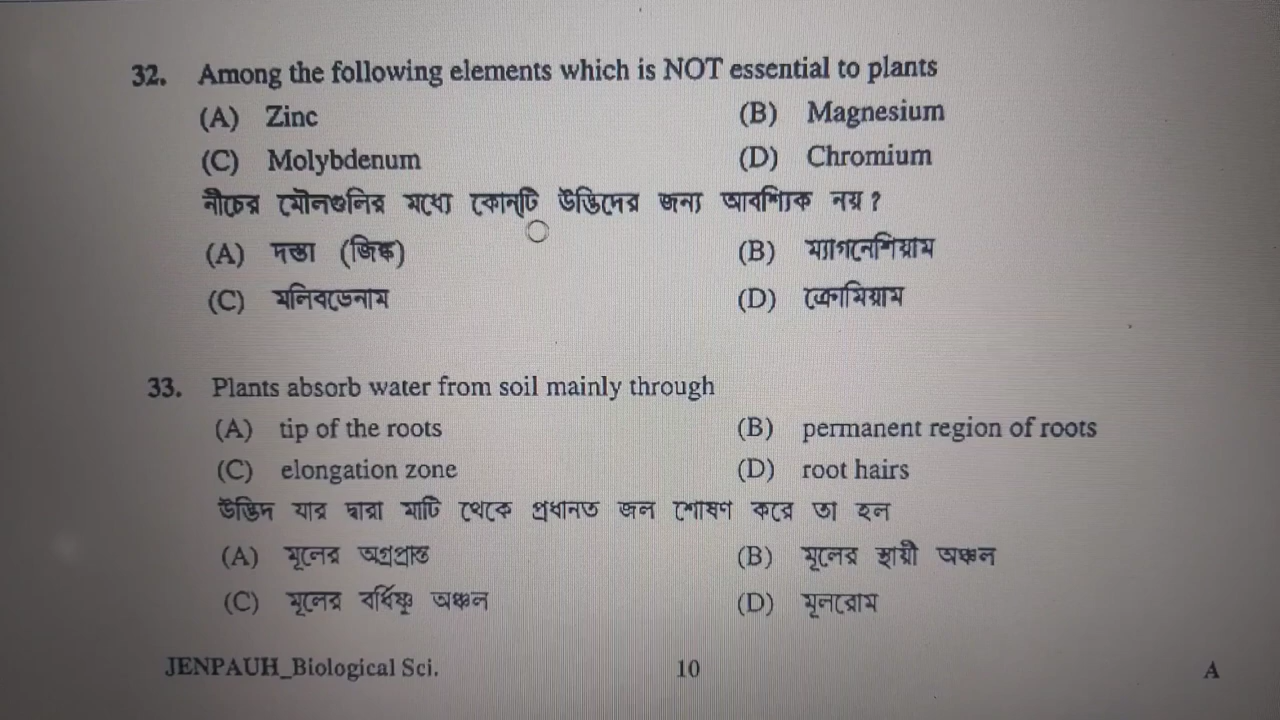 32. Among the following elements which is NOT essential to plants
(A) Zinc (B) Magnesium
(C) Molybdenum (D) Chromium
নীচের মৌলগুলির মধ্যে কোন্‌টি উদ্ভিদের জন্য আবশ্যিক নয় ?
(A) দস্তা (জিঙ্ক) (B) ম্যাগনেশিয়াম
(C) মলিবডেনাম (D) ক্রোমিয়াম
33. Plants absorb water from soil mainly through
(A) tip of the roots (B) permanent region of roots
(C) elongation zone (D) root hairs
উদ্ভিদ যার দ্বারা মাটি থেকে প্রধানত জল শোষণ করে তা হল
(A) মূলের অগ্রপ্রান্ত (B) মূলের স্থায়ী অঞ্চল
(C) মূলের বর্ধিষ্ণু অঞ্চল (D) মূলরোম
JENPAUH_Biological Sci. 10 A